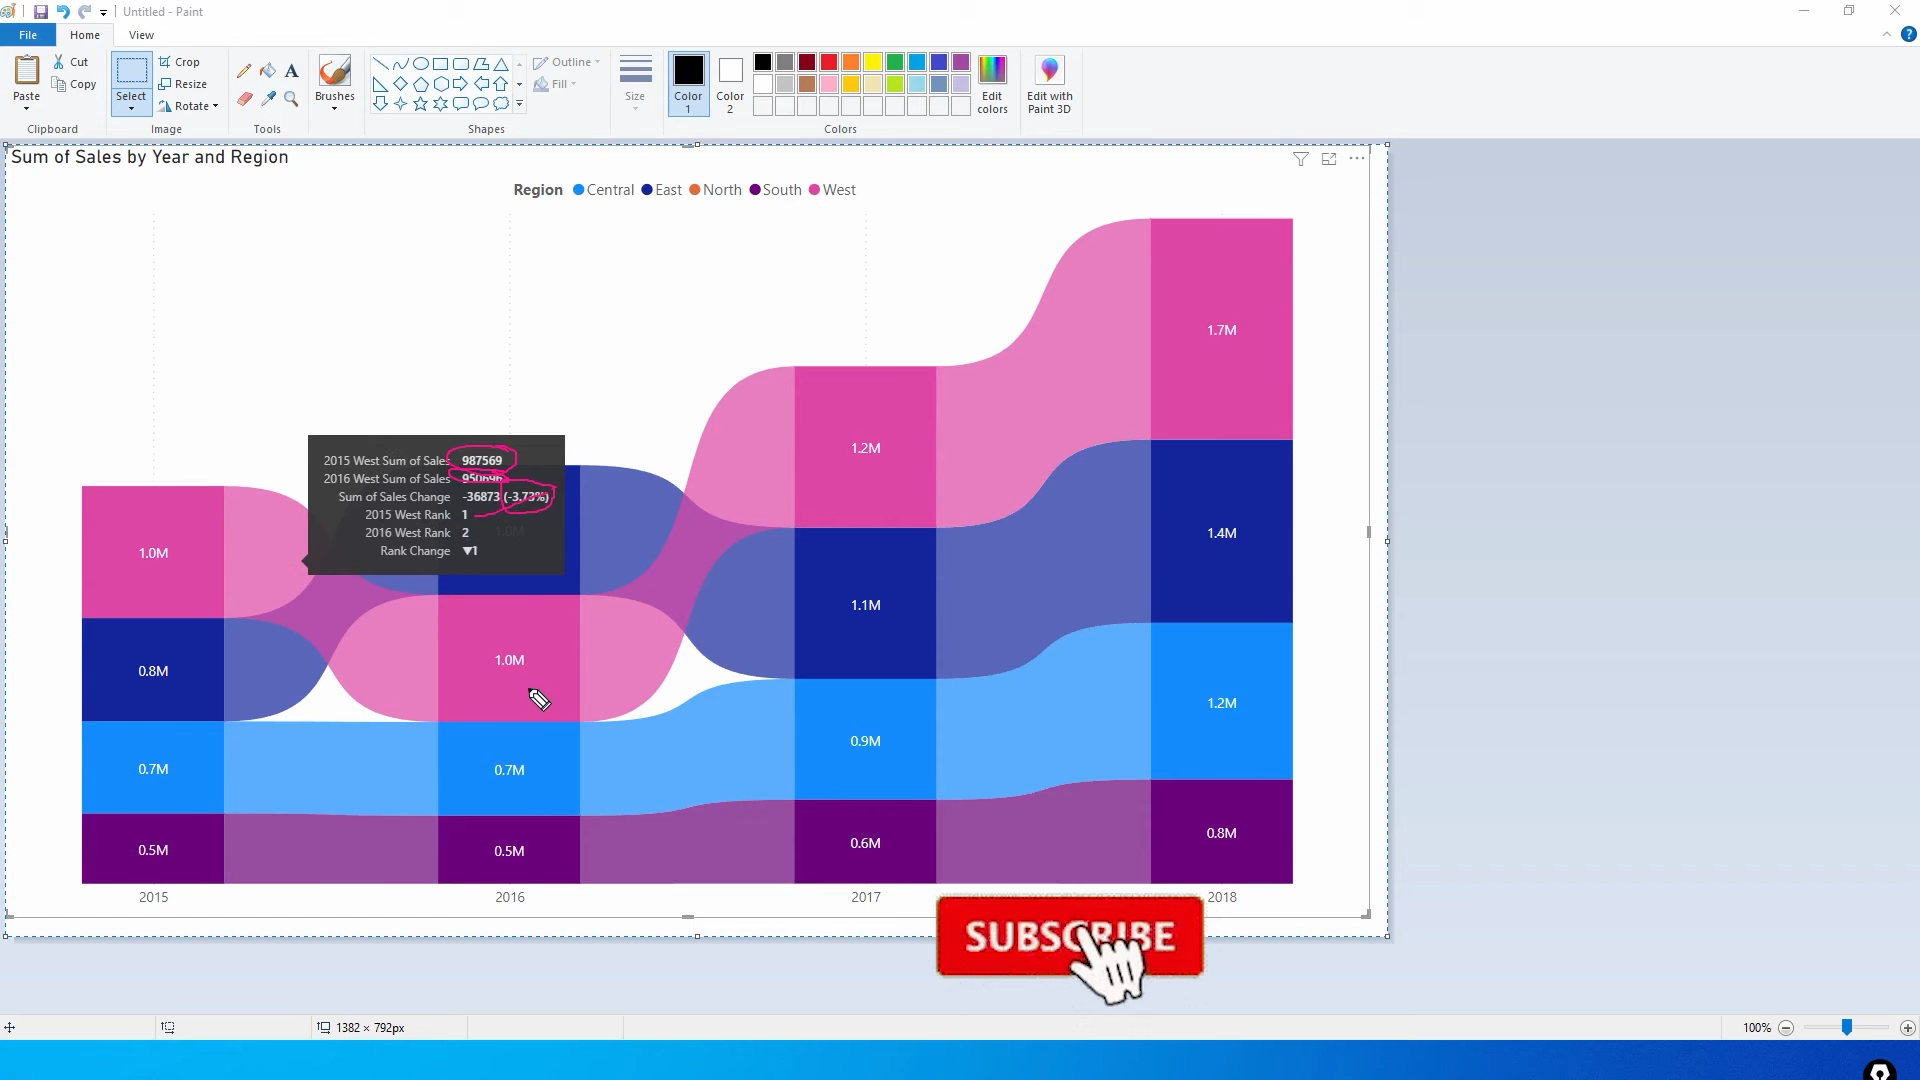 Untitled - Paint
File Home View
Paste Cut Copy Clipboard
Select Crop Resize Rotate Image
Tools
Brushes
Outline Fill Shapes
Size
Color 1 Color 2 Edit colors Colors
Edit with Paint 3D
Sum of Sales by Year and Region
Region Central East North South West
1.7M
1.2M
2015 West Sum of Sales 987569
2016 West Sum of Sales 950696
Sum of Sales Change -36873 (-3.73%)
2015 West Rank 1
2016 West Rank 2
Rank Change ▼1
1.0M
1.0M
1.4M
1.1M
0.8M
1.0M
1.2M
0.7M
0.7M
0.9M
0.5M
0.5M
0.6M
0.8M
2015 2016 2017 2018
SUBSCRIBE
1382 × 792px
100%